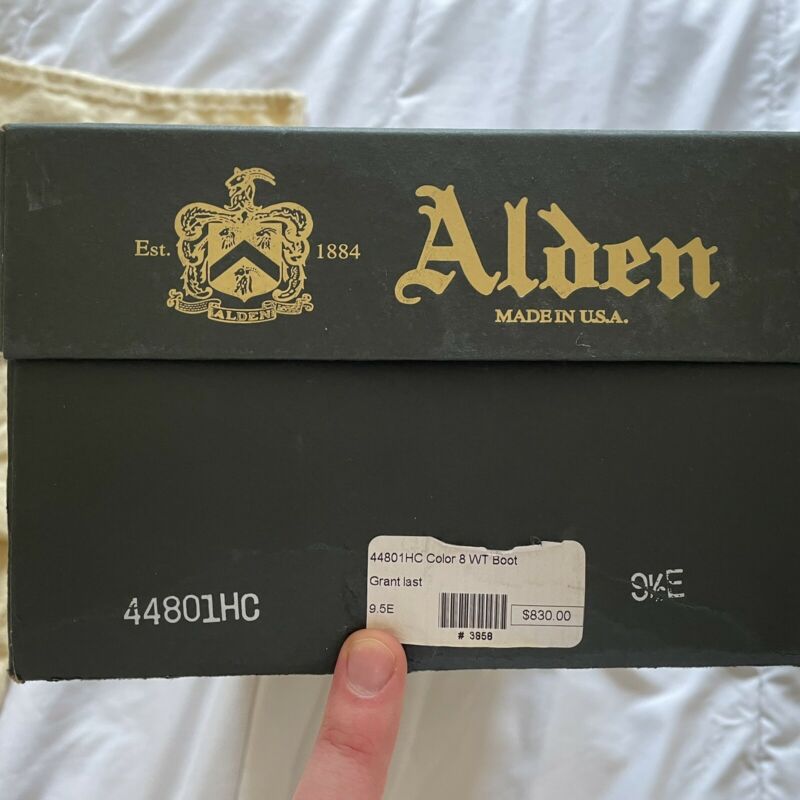 Est. 1884
ALDEN
Alden
MADE IN U.S.A.
44801HC Color 8 WT Boot
Grant last
9.5E
$830.00
# 3858
44801HC
9½E